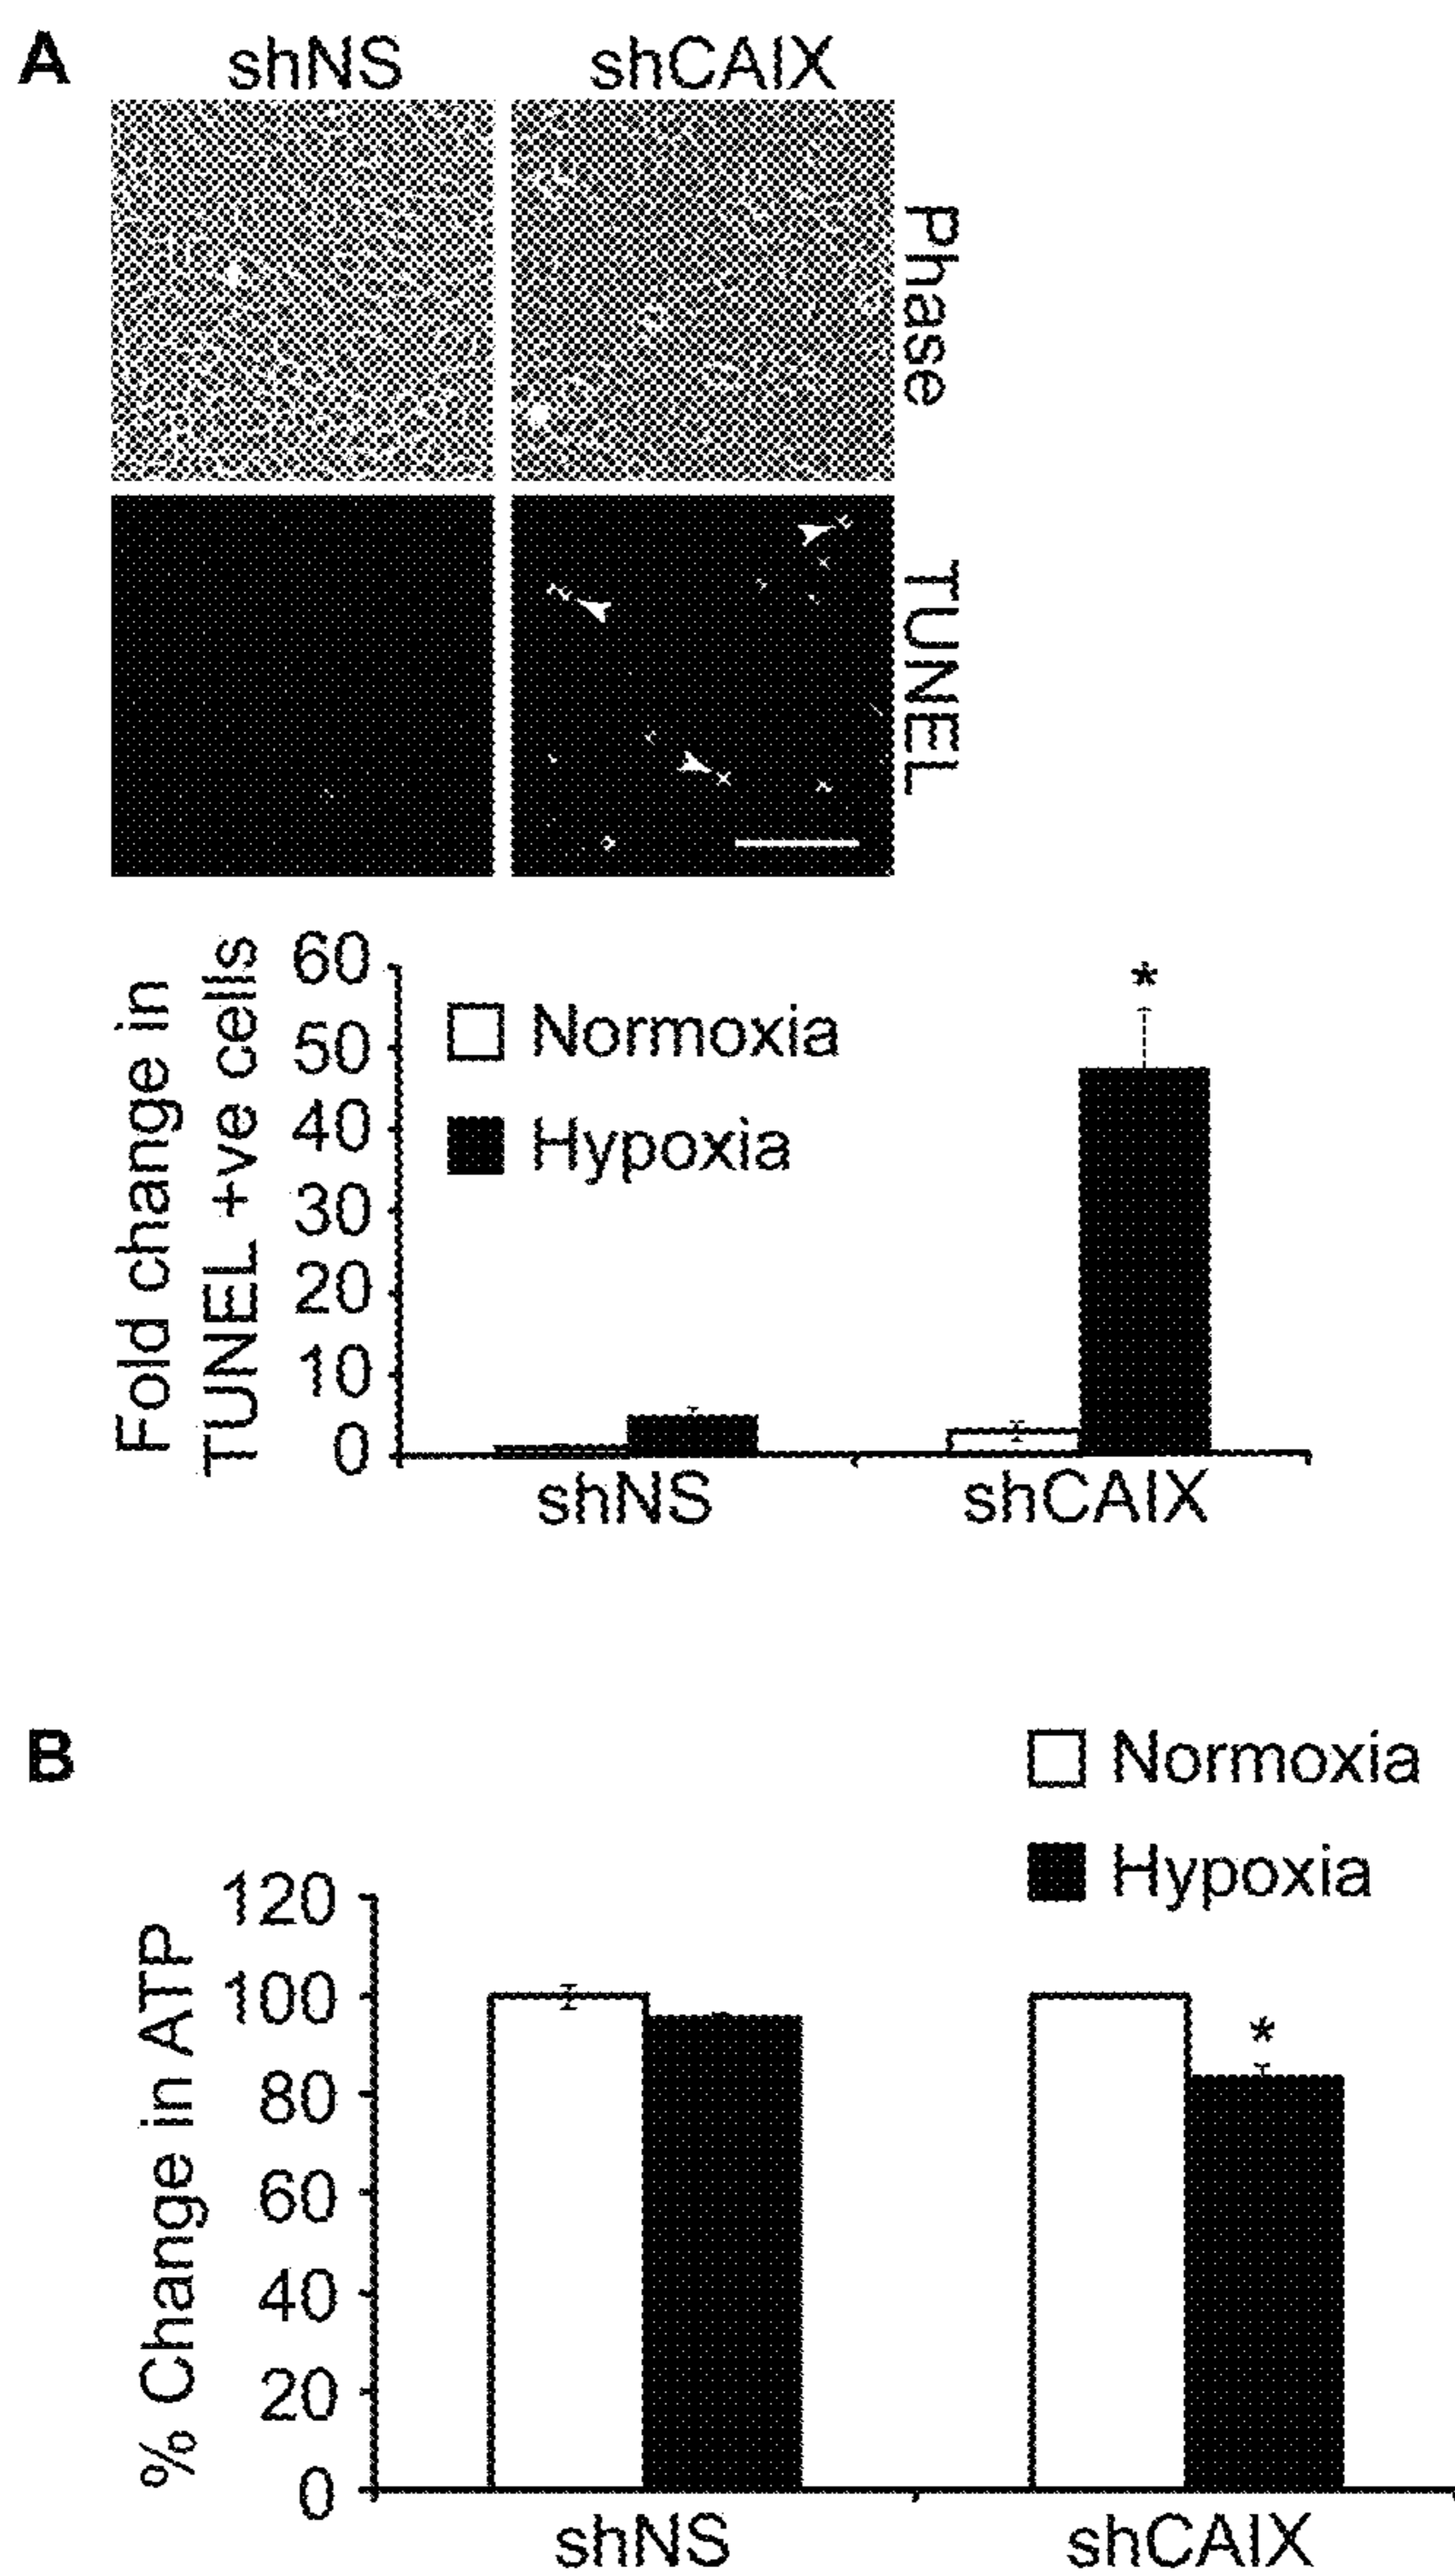 A
shNS shCAIX
Phase
TUNEL
Fold change in
TUNEL +ve cells
60
50
40
30
20
10
0
Normoxia
Hypoxia
*
shNS shCAIX
B
Normoxia
Hypoxia
% Change in ATP
120
100
80
60
40
20
0
*
shNS shCAIX